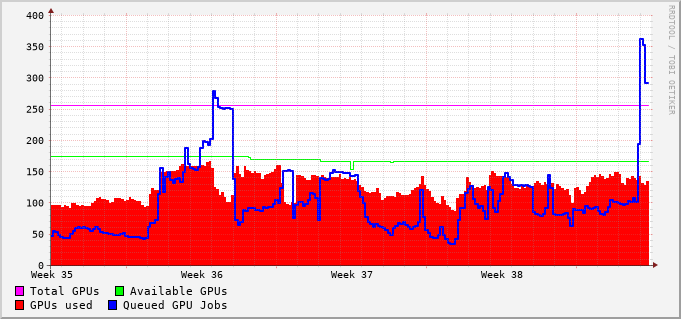 400
350
300
250
200
150
100
50
0
Week 35 Week 36 Week 37 Week 38
Total GPUs Available GPUs
GPUs used Queued GPU Jobs
RRDTOOL / TOBI OETIKER